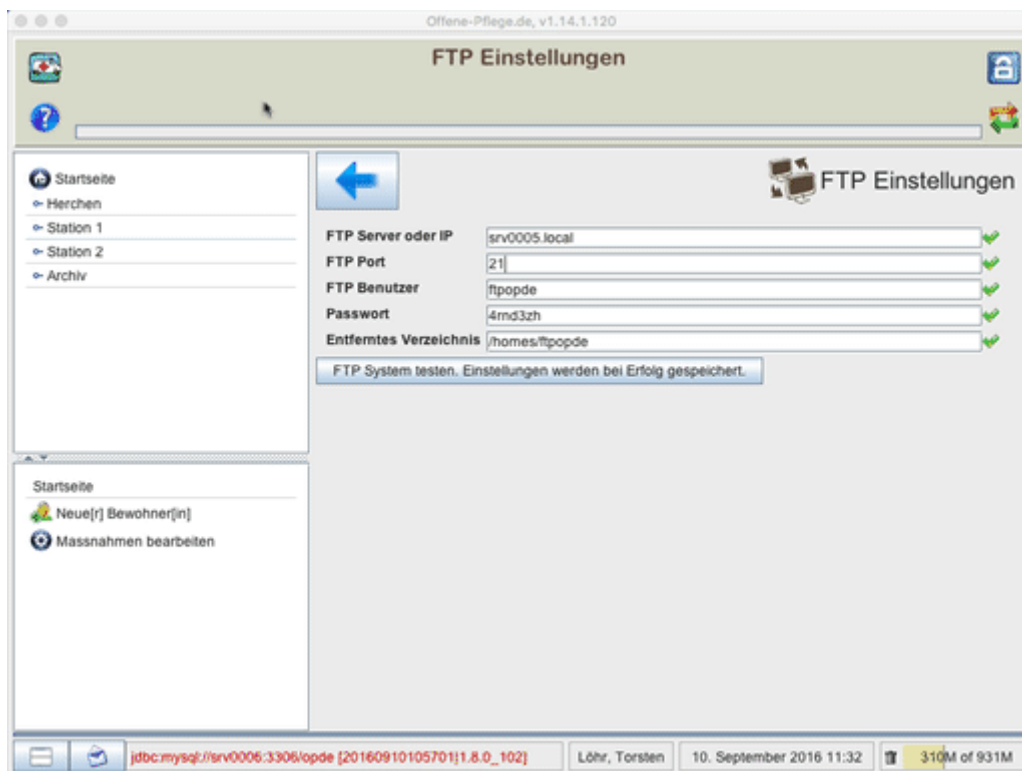 Offene-Pflege.de, v1.14.1.120
FTP Einstellungen
Startseite
Herchen
Station 1
Station 2
Archiv
FTP Einstellungen
FTP Server oder IP srv0005.local
FTP Port 21
FTP Benutzer ftpopde
Passwort 4rnd3zh
Entferntes Verzeichnis /homes/ftpopde
FTP System testen. Einstellungen werden bei Erfolg gespeichert.
Startseite
Neue[r] Bewohner[in]
Massnahmen bearbeiten
jdbc:mysql://srv0006:3306/opde [20160910105701|1.8.0_102] Löhr, Torsten 10. September 2016 11:32 310M of 931M